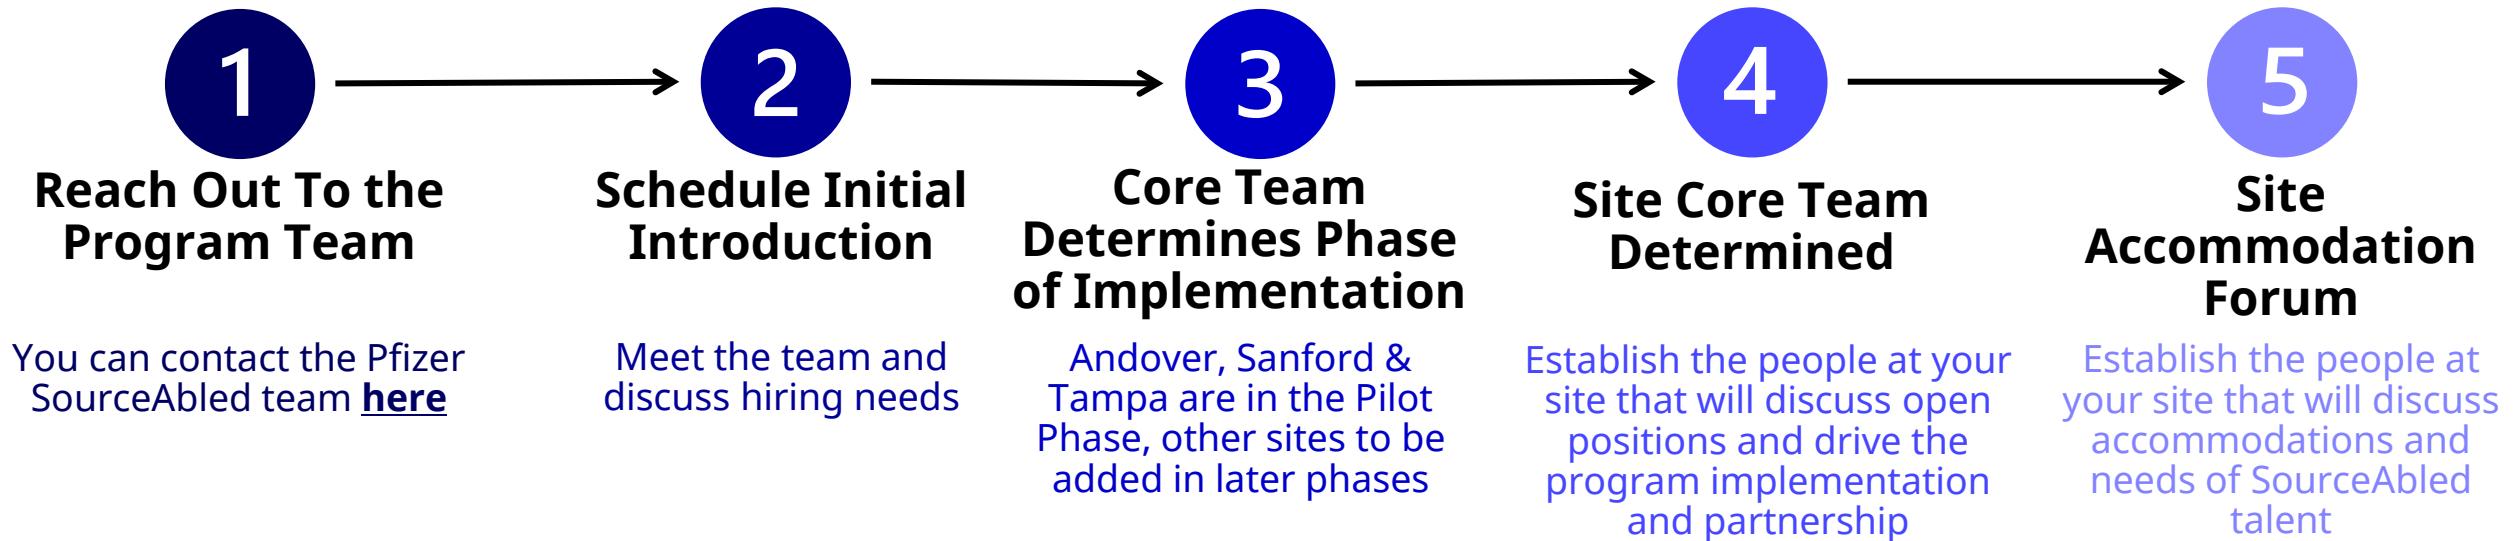 1
Reach Out To the
Program Team
You can contact the Pfizer
SourceAbled team here
2
Schedule Initial
Introduction
Meet the team and
discuss hiring needs
3
Core Team
Determines Phase
of Implementation
Andover, Sanford &
Tampa are in the Pilot
Phase, other sites to be
added in later phases
4
Site Core Team
Determined
Establish the people at your
site that will discuss open
positions and drive the
program implementation
and partnership
5
Site
Accommodation
Forum
Establish the people at
your site that will discuss
accommodations and
needs of SourceAbled
talent